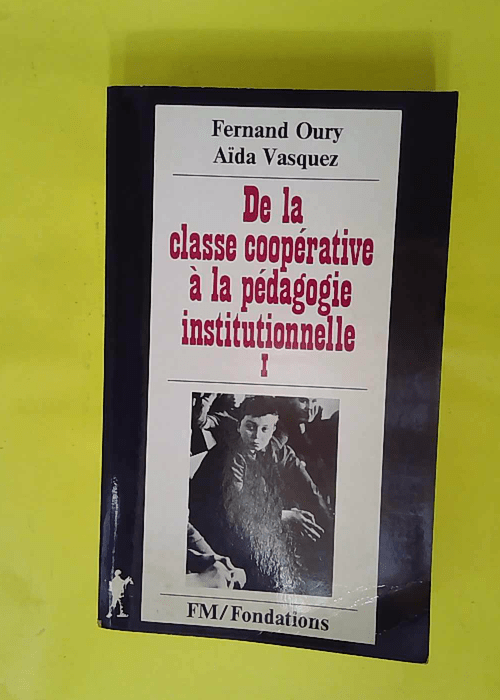 Fernand Oury
Aïda Vasquez
De la
classe coopérative
à la pédagogie
institutionnelle
I
FM/Fondations